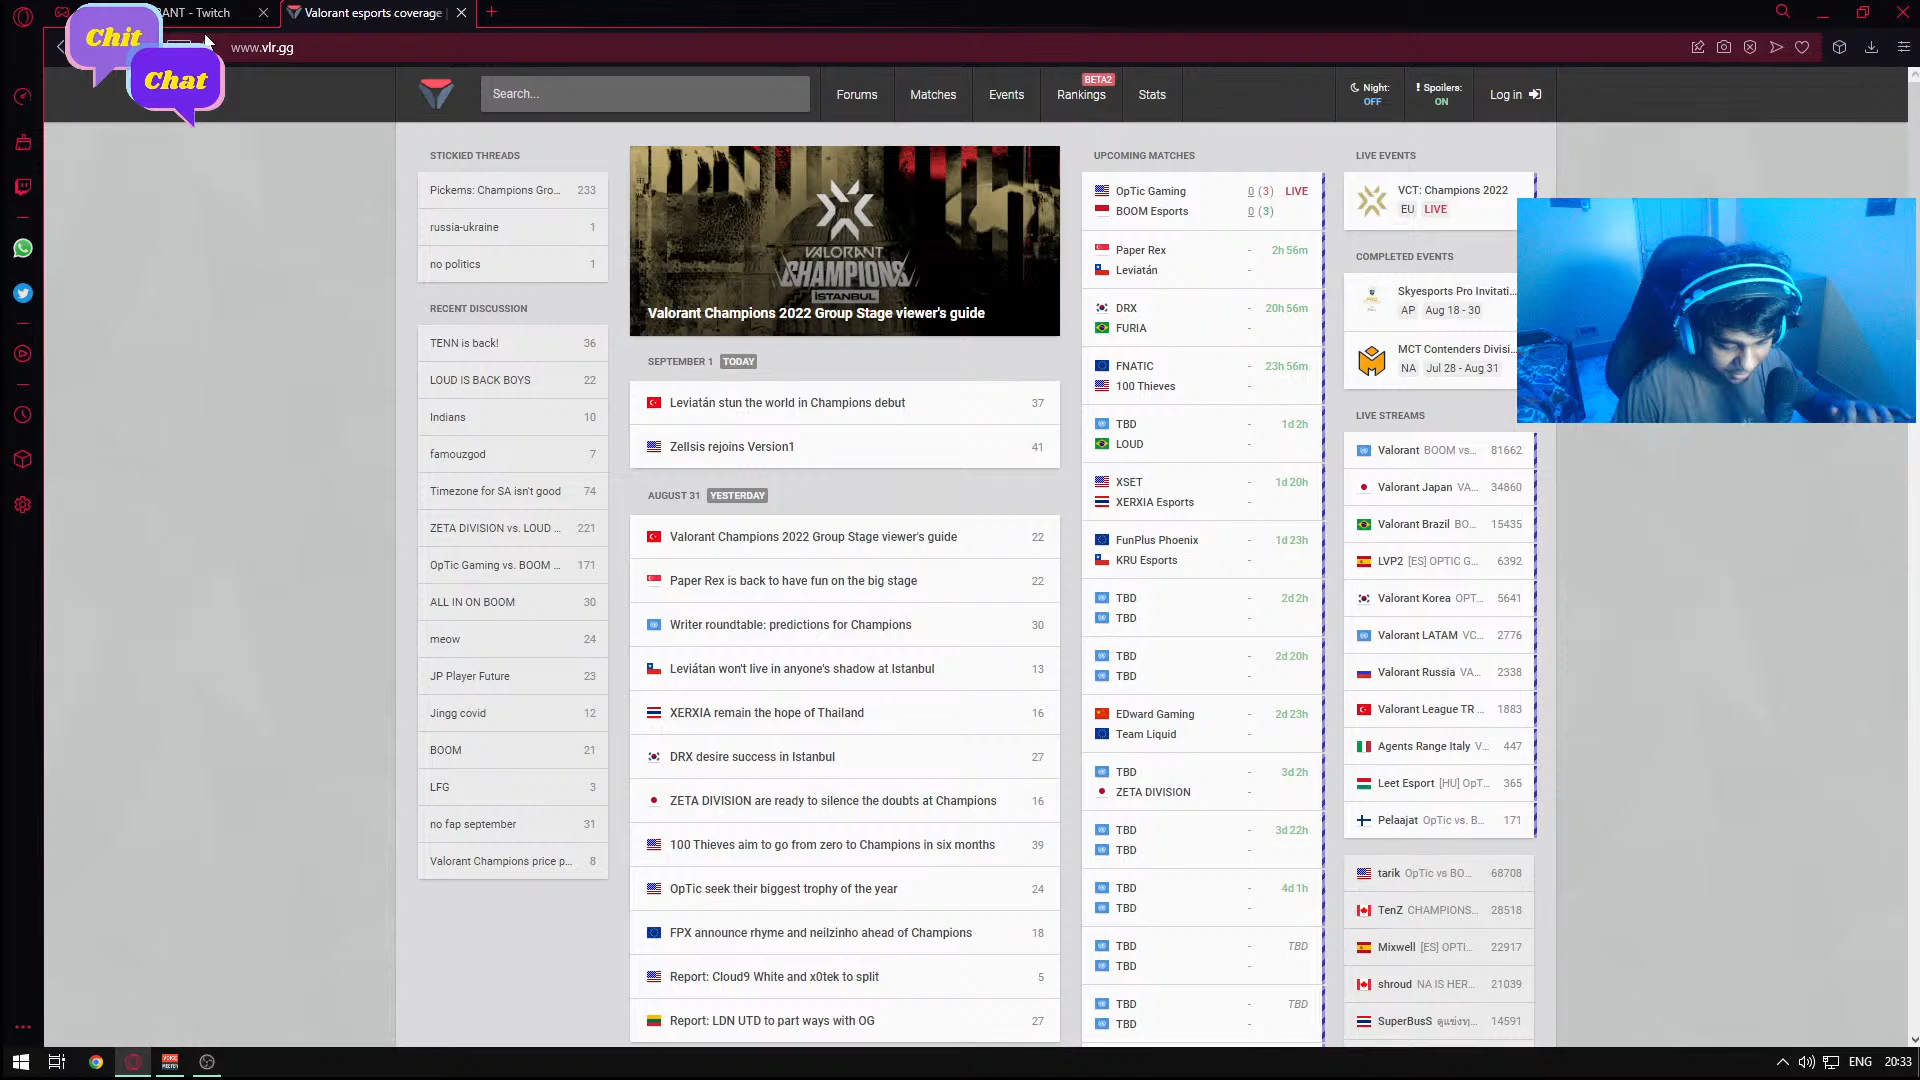 ANT - Twitch
Valorant esports coverage
www.vlr.gg
Chit
Chat
Search...
Forums
Matches
Events
BETA2
Rankings
Stats
Night:
OFF
Spoilers:
ON
Log in
STICKIED THREADS
Pickems: Champions Gro... 233
russia-ukraine 1
no politics 1
RECENT DISCUSSION
TENN is back! 36
LOUD IS BACK BOYS 22
Indians 10
famouzgod 7
Timezone for SA isn't good 74
ZETA DIVISION vs. LOUD ... 221
OpTic Gaming vs. BOOM ... 171
ALL IN ON BOOM 30
meow 24
JP Player Future 23
Jingg covid 12
BOOM 21
LFG 3
no fap september 31
Valorant Champions price p... 8
VALORANT
CHAMPIONS
ISTANBUL
Valorant Champions 2022 Group Stage viewer's guide
SEPTEMBER 1 TODAY
Leviatán stun the world in Champions debut 37
Zellsis rejoins Version1 41
AUGUST 31 YESTERDAY
Valorant Champions 2022 Group Stage viewer's guide 22
Paper Rex is back to have fun on the big stage 22
Writer roundtable: predictions for Champions 30
Leviátan won't live in anyone's shadow at Istanbul 13
XERXIA remain the hope of Thailand 16
DRX desire success in Istanbul 27
ZETA DIVISION are ready to silence the doubts at Champions 16
100 Thieves aim to go from zero to Champions in six months 39
OpTic seek their biggest trophy of the year 24
FPX announce rhyme and neilzinho ahead of Champions 18
Report: Cloud9 White and x0tek to split 5
Report: LDN UTD to part ways with OG 27
UPCOMING MATCHES
OpTic Gaming 0 (3) LIVE
BOOM Esports 0 (3)
Paper Rex - 2h 56m
Leviatán -
DRX - 20h 56m
FURIA -
FNATIC - 23h 56m
100 Thieves -
TBD - 1d 2h
LOUD -
XSET - 1d 20h
XERXIA Esports -
FunPlus Phoenix - 1d 23h
KRU Esports -
TBD - 2d 2h
TBD -
TBD - 2d 20h
TBD -
EDward Gaming - 2d 23h
Team Liquid -
TBD - 3d 2h
ZETA DIVISION -
TBD - 3d 22h
TBD -
TBD - 4d 1h
TBD -
TBD - TBD
TBD -
TBD - TBD
TBD -
LIVE EVENTS
VCT: Champions 2022
EU LIVE
COMPLETED EVENTS
Skyesports Pro Invitati...
AP Aug 18 - 30
MCT Contenders Divisi...
NA Jul 28 - Aug 31
LIVE STREAMS
Valorant BOOM vs... 81662
Valorant Japan VA... 34860
Valorant Brazil BO... 15435
LVP2 [ES] OPTIC G... 6392
Valorant Korea OPT... 5641
Valorant LATAM VC... 2776
Valorant Russia VA... 2338
Valorant League TR ... 1883
Agents Range Italy V... 447
Leet Esport [HU] OpT... 365
Pelaajat OpTic vs. B... 171
tarik OpTic vs BO... 68708
TenZ CHAMPIONS... 28518
Mixwell [ES] OPTI... 22917
shroud NA IS HER... 21039
SuperBusS 14591
ENG 20:33